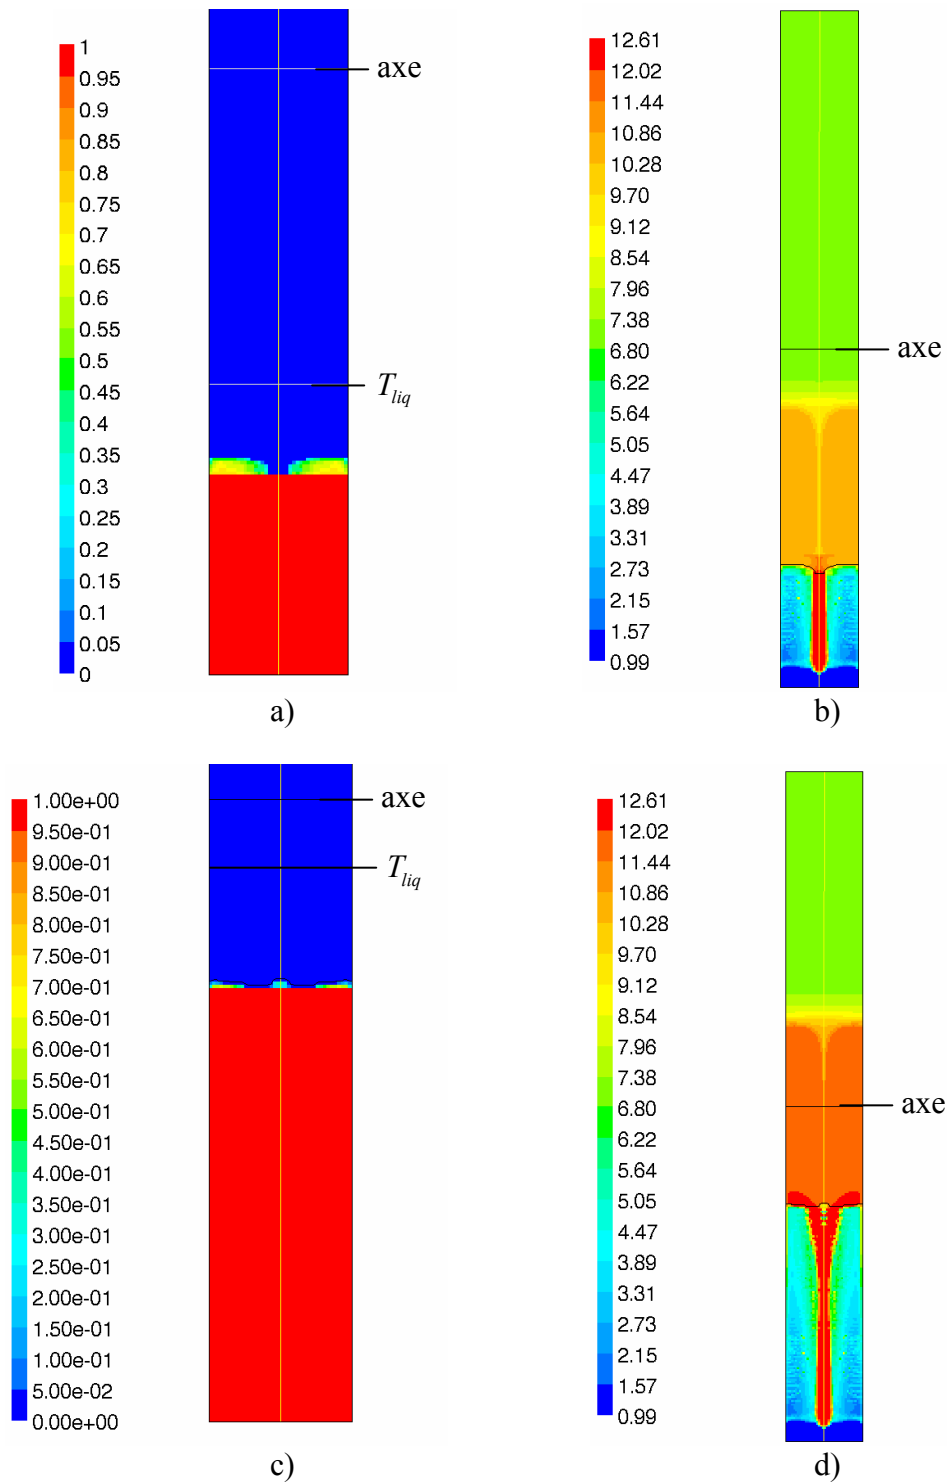 1
0.95
0.9
0.85
0.8
0.75
0.7
0.65
0.6
0.55
0.5
0.45
0.4
0.35
0.3
0.25
0.2
0.15
0.1
0.05
0
axe
T_liq
a)
12.61
12.02
11.44
10.86
10.28
9.70
9.12
8.54
7.96
7.38
6.80
6.22
5.64
5.05
4.47
3.89
3.31
2.73
2.15
1.57
0.99
axe
b)
1.00e+00
9.50e-01
9.00e-01
8.50e-01
8.00e-01
7.50e-01
7.00e-01
6.50e-01
6.00e-01
5.50e-01
5.00e-01
4.50e-01
4.00e-01
3.50e-01
3.00e-01
2.50e-01
2.00e-01
1.50e-01
1.00e-01
5.00e-02
0.00e+00
axe
T_liq
c)
12.61
12.02
11.44
10.86
10.28
9.70
9.12
8.54
7.96
7.38
6.80
6.22
5.64
5.05
4.47
3.89
3.31
2.73
2.15
1.57
0.99
axe
d)